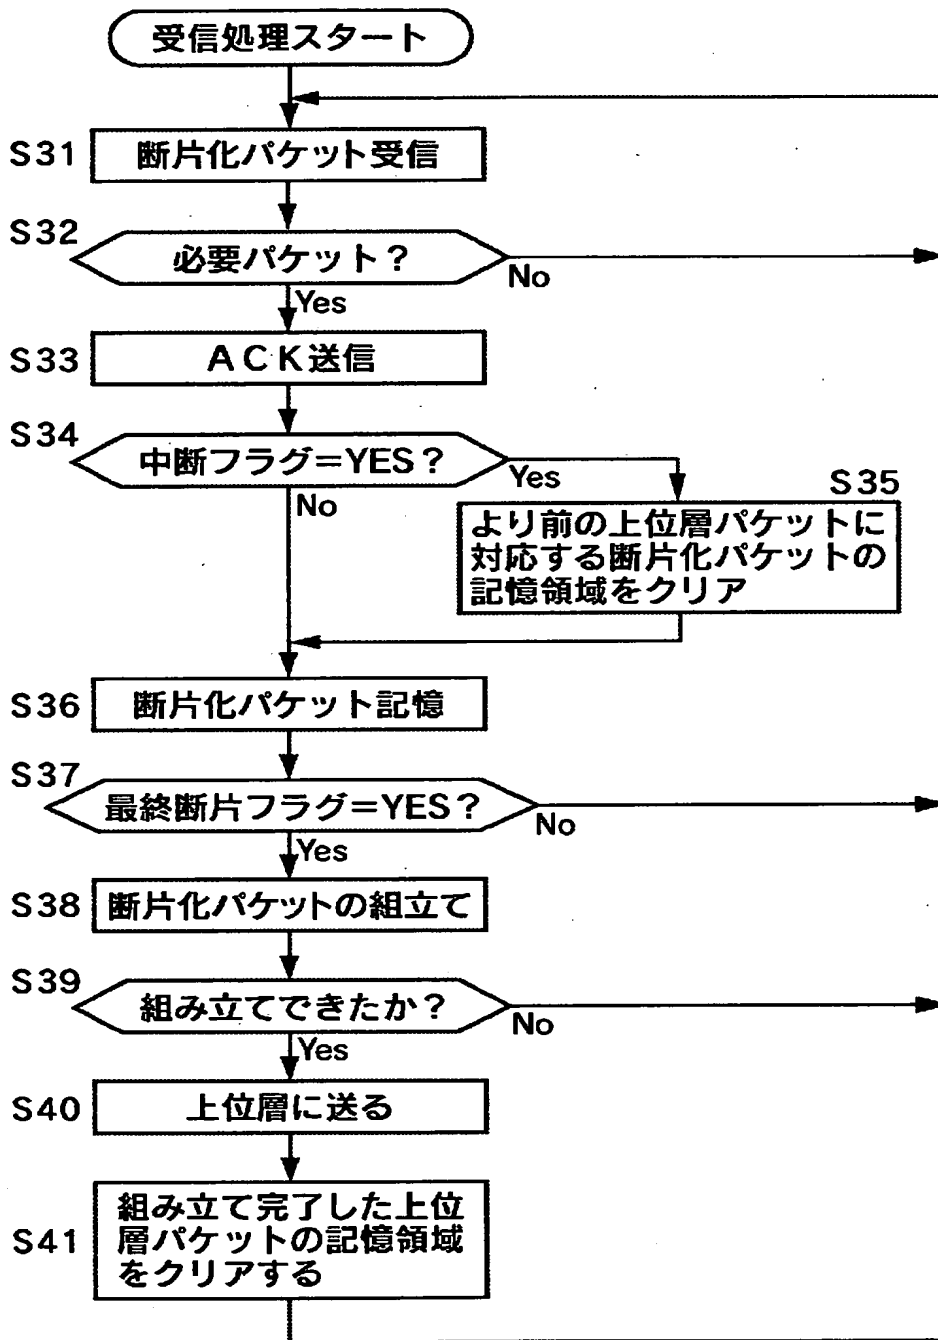 受信処理スタート
S31
断片化パケット受信
S32
必要パケット？
No
Yes
S33
ACK送信
S34
中断フラグ=YES？
Yes
No
S35
より前の上位層パケットに
対応する断片化パケットの
記憶領域をクリア
S36
断片化パケット記憶
S37
最終断片フラグ=YES？
No
Yes
S38
断片化パケットの組立て
S39
組み立てできたか？
No
Yes
S40
上位層に送る
S41
組み立て完了した上位
層パケットの記憶領域
をクリアする